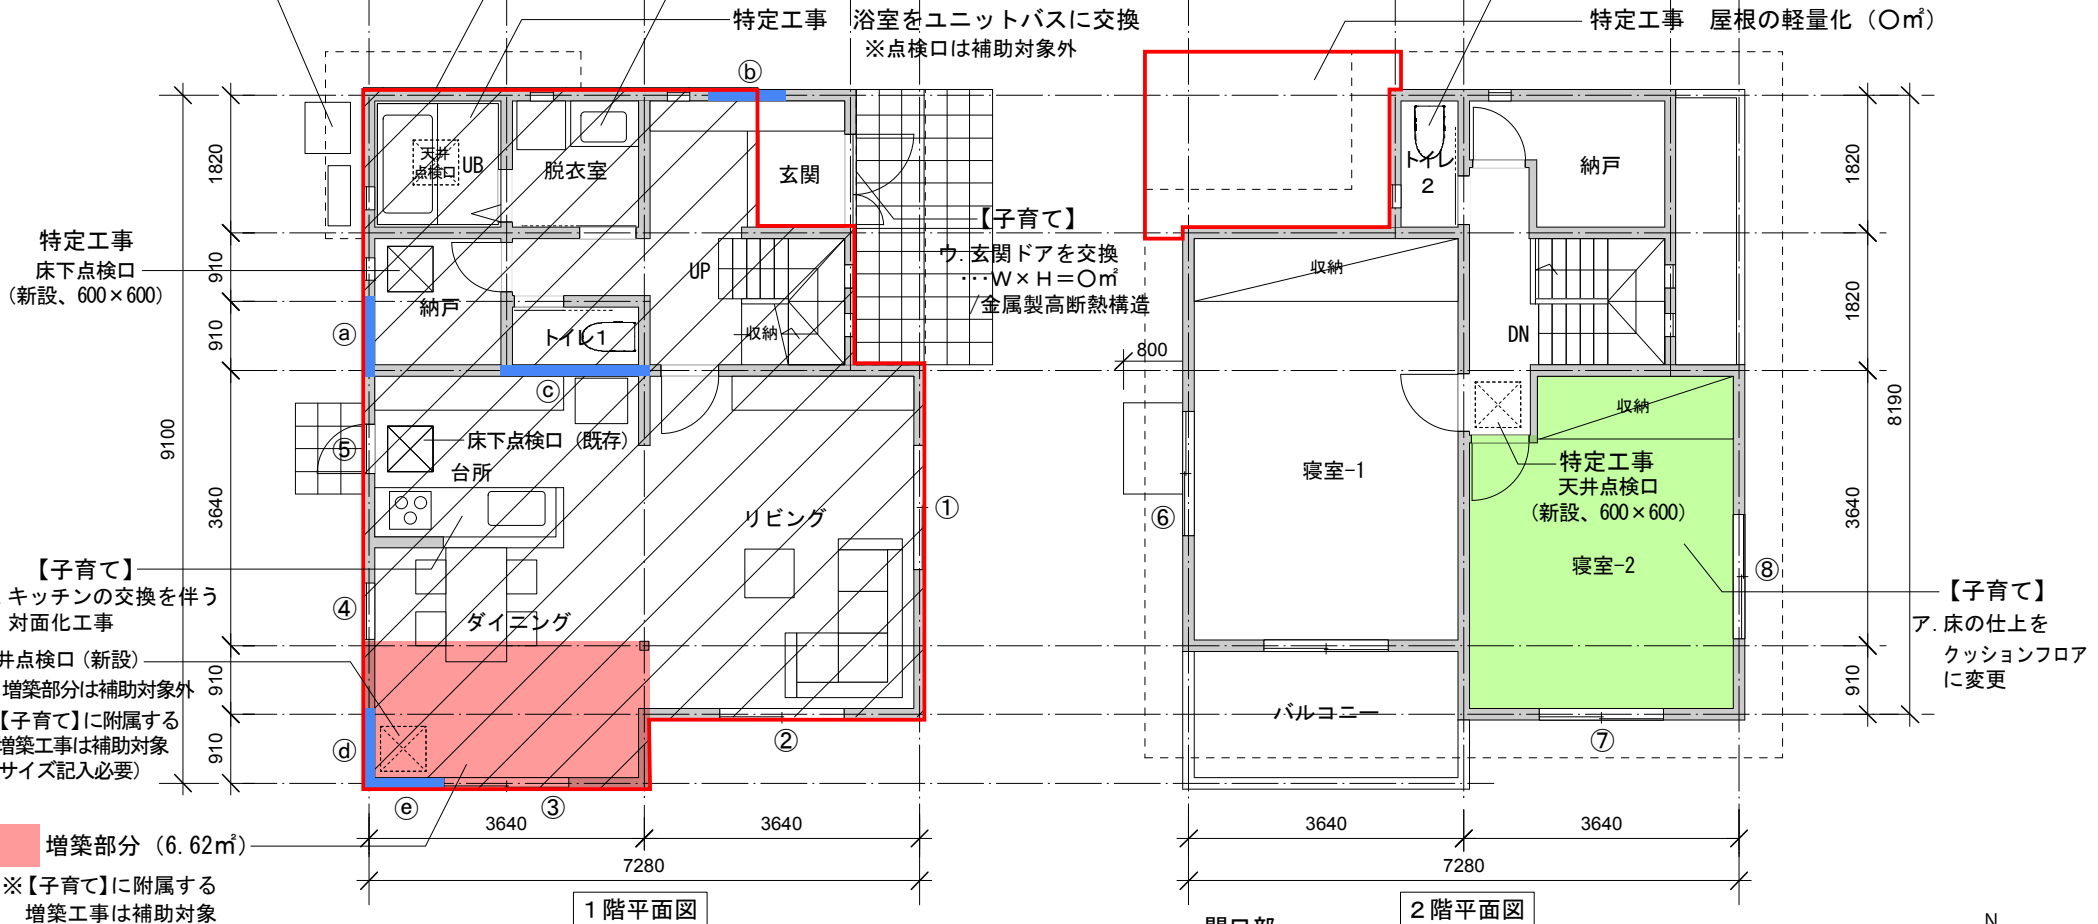 特定工事　浴室をユニットバスに交換
※点検口は補助対象外
特定工事　屋根の軽量化（〇㎡）
ⓑ
天井
点検口
UB
脱衣室
玄関
トイレ
2
納戸
1820
1820
1820
特定工事
床下点検口
（新設、600×600）
910
910
納戸
トイレ1
UP
収納
ⓐ
ⓒ
【子育て】
ウ. 玄関ドアを交換
…W×H＝〇㎡
/金属製高断熱構造
収納
DN
1820
800
収納
9100
8190
⑤
床下点検口（既存）
台所
3640
リビング
①
寝室-1
⑥
特定工事
天井点検口
（新設、600×600）
寝室-2
⑧
3640
【子育て】
キッチンの交換を伴う
対面化工事
④
ダイニング
【子育て】
ア. 床の仕上を
クッションフロア
に変更
井点検口（新設）
増築部分は補助対象外
【子育て】に附属する
増築工事は補助対象
サイズ記入必要）
910
910
910
ⓓ
ⓔ
③
②
バルコニー
⑦
3640
3640
7280
3640
3640
7280
増築部分（6.62㎡）
※【子育て】に附属する
増築工事は補助対象
1階平面図
2階平面図
開口部
N